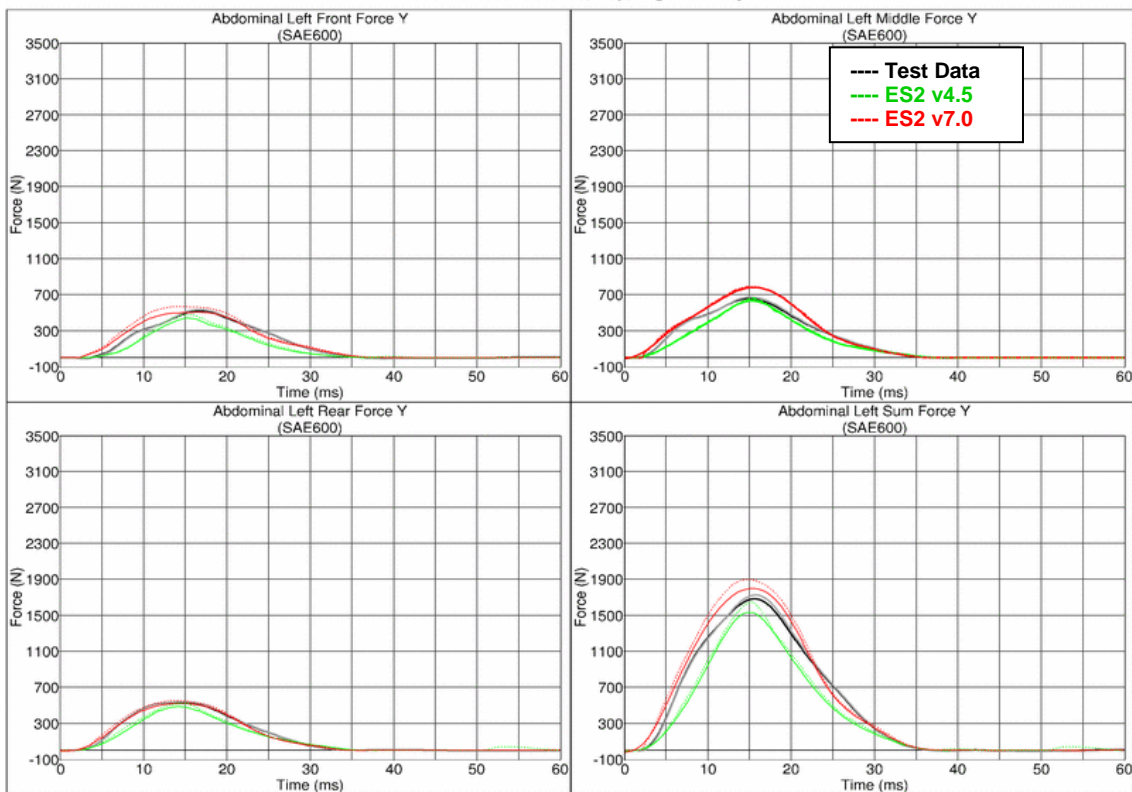 Abdominal Left Front Force Y
(SAE600)
3500
3100
2700
2300
1900
1500
1100
700
300
-100
Force (N)
0 10 20 30 40 50 60
Time (ms)
Abdominal Left Middle Force Y
(SAE600)
3500
3100
2700
2300
1900
1500
1100
700
300
-100
Force (N)
0 10 20 30 40 50 60
Time (ms)
---- Test Data
---- ES2 v4.5
---- ES2 v7.0
Abdominal Left Rear Force Y
(SAE600)
3500
3100
2700
2300
1900
1500
1100
700
300
-100
Force (N)
0 10 20 30 40 50 60
Time (ms)
Abdominal Left Sum Force Y
(SAE600)
3500
3100
2700
2300
1900
1500
1100
700
300
-100
Force (N)
0 10 20 30 40 50 60
Time (ms)